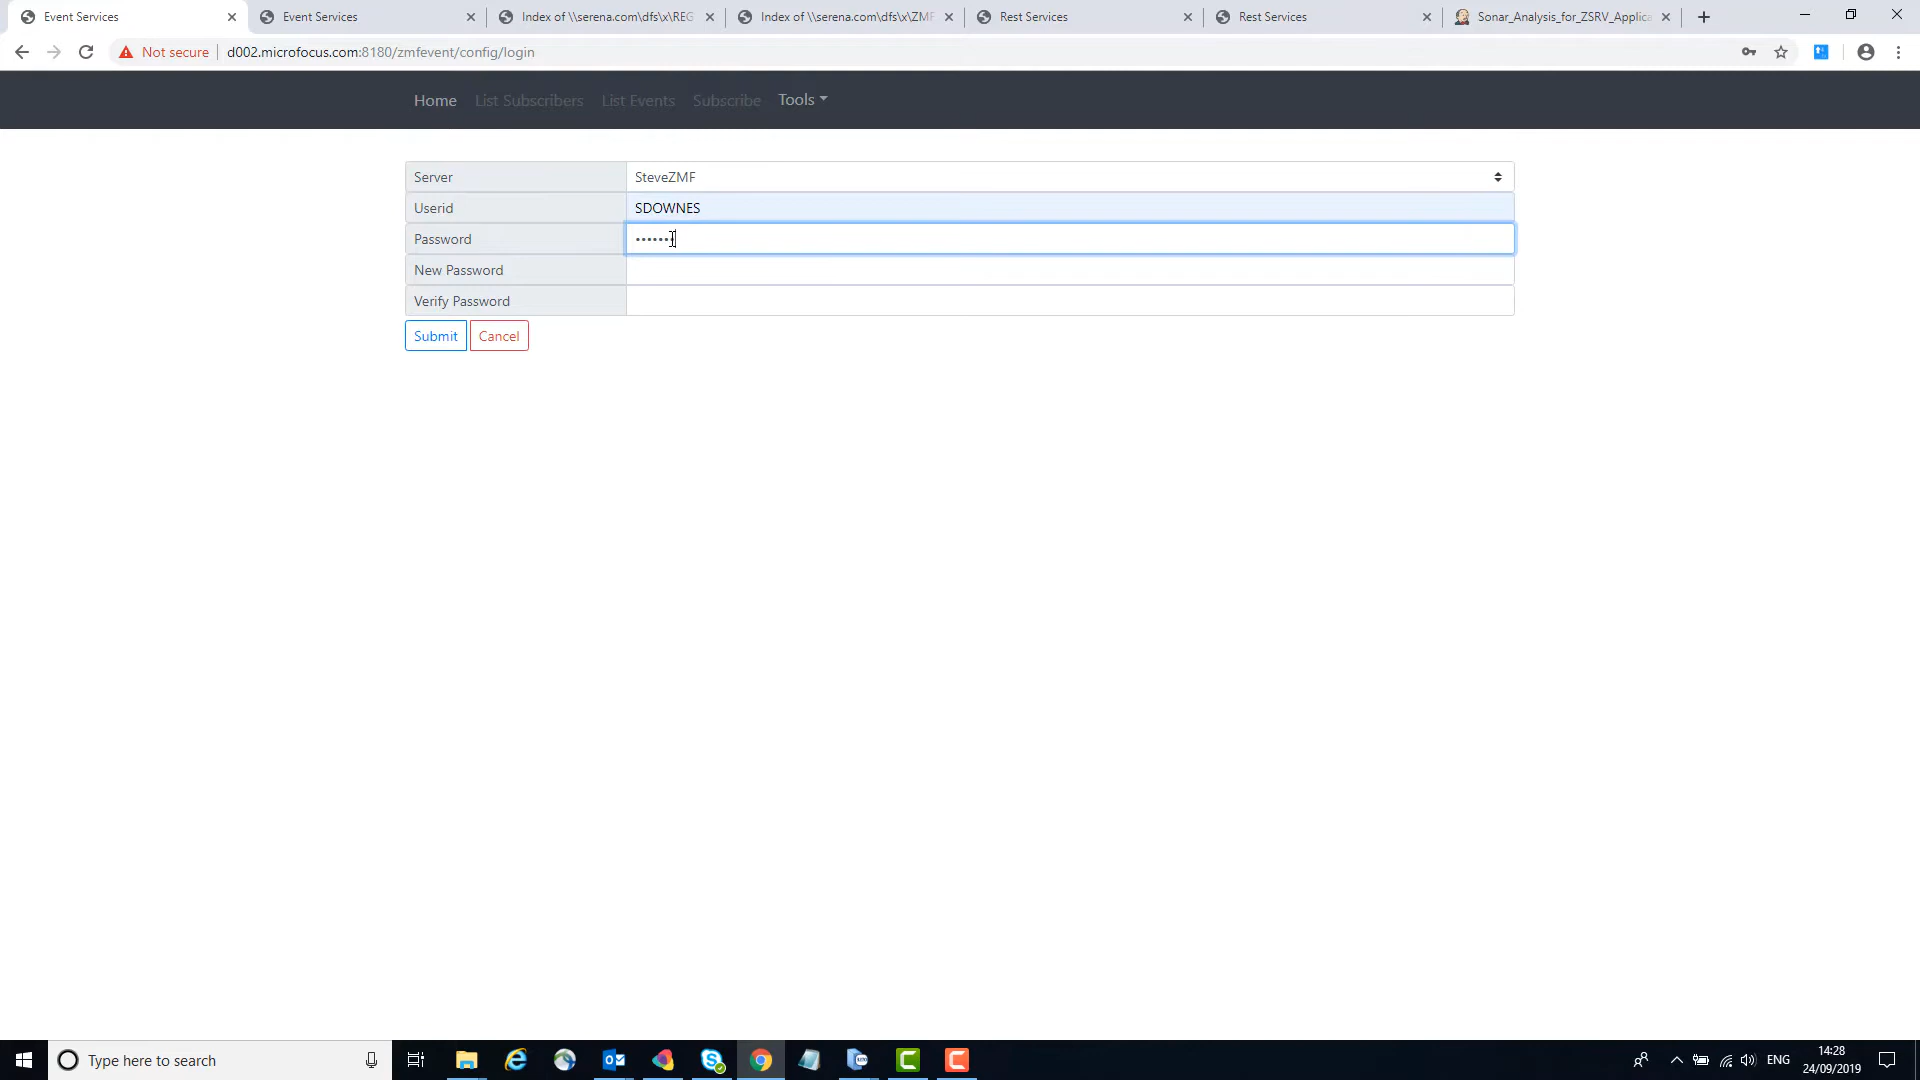 Event Services
Event Services
Index of \\serena.com\dfs\x\REG
Index of \\serena.com\dfs\x\ZMF
Rest Services
Rest Services
Sonar_Analysis_for_ZSRV_Applica
Not secure
d002.microfocus.com:8180/zmfevent/config/login
Home List Subscribers List Events Subscribe Tools
Server SteveZMF
Userid SDOWNES
Password ••••••
New Password
Verify Password
Submit Cancel
Type here to search
ENG
14:28
24/09/2019